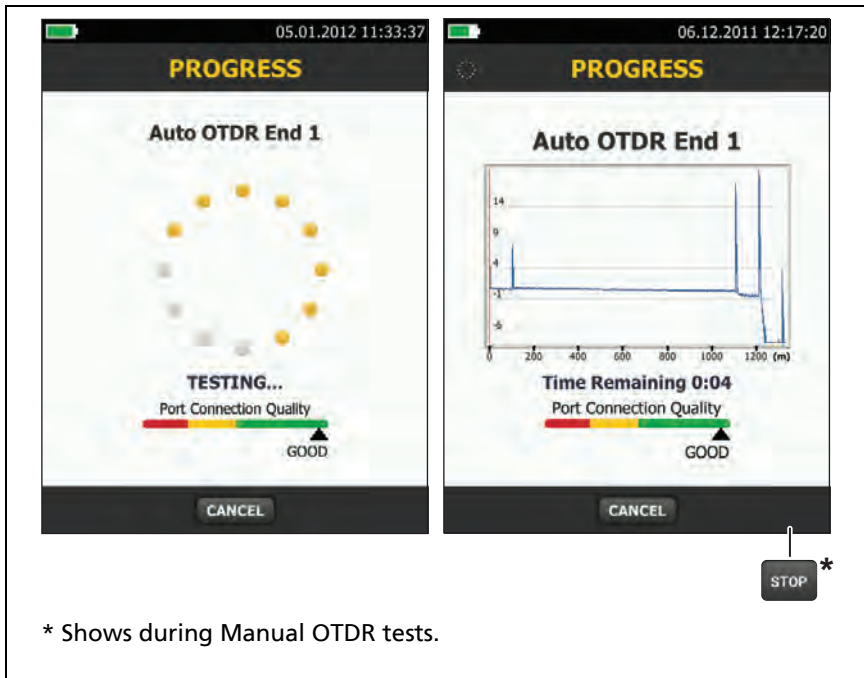 05.01.2012 11:33:37
PROGRESS
Auto OTDR End 1
TESTING...
Port Connection Quality
GOOD
CANCEL
06.12.2011 12:17:20
PROGRESS
Auto OTDR End 1
14
9
4
-1
-6
0 200 400 600 800 1000 1200 (m)
Time Remaining 0:04
Port Connection Quality
GOOD
CANCEL
STOP *
* Shows during Manual OTDR tests.